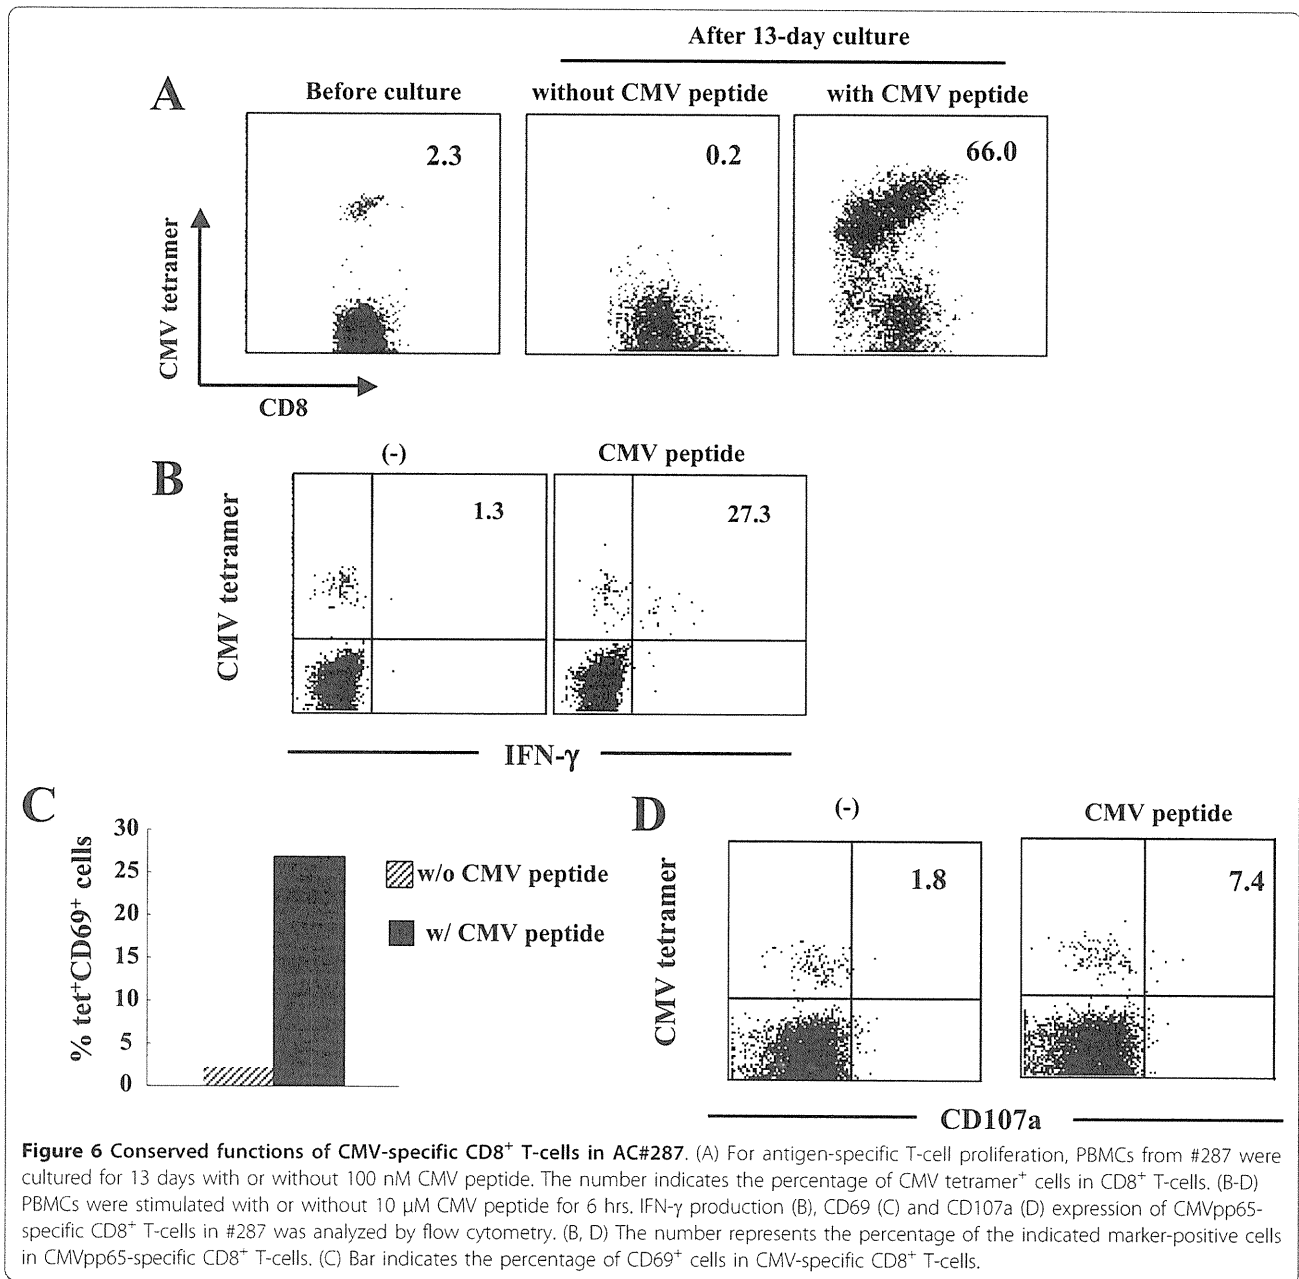 After 13-day culture
A
Before culture
without CMV peptide
with CMV peptide
2.3
0.2
66.0
CMV tetramer
CD8
B
(-)
CMV peptide
1.3
27.3
CMV tetramer
IFN-γ
C
% tet⁺CD69⁺ cells
30
25
20
15
10
5
0
w/o CMV peptide
w/ CMV peptide
D
(-)
CMV peptide
1.8
7.4
CMV tetramer
CD107a
Figure 6 Conserved functions of CMV-specific CD8⁺ T-cells in AC#287. (A) For antigen-specific T-cell proliferation, PBMCs from #287 were
cultured for 13 days with or without 100 nM CMV peptide. The number indicates the percentage of CMV tetramer⁺ cells in CD8⁺ T-cells. (B-D)
PBMCs were stimulated with or without 10 μM CMV peptide for 6 hrs. IFN-γ production (B), CD69 (C) and CD107a (D) expression of CMVpp65-
specific CD8⁺ T-cells in #287 was analyzed by flow cytometry. (B, D) The number represents the percentage of the indicated marker-positive cells
in CMVpp65-specific CD8⁺ T-cells. (C) Bar indicates the percentage of CD69⁺ cells in CMV-specific CD8⁺ T-cells.